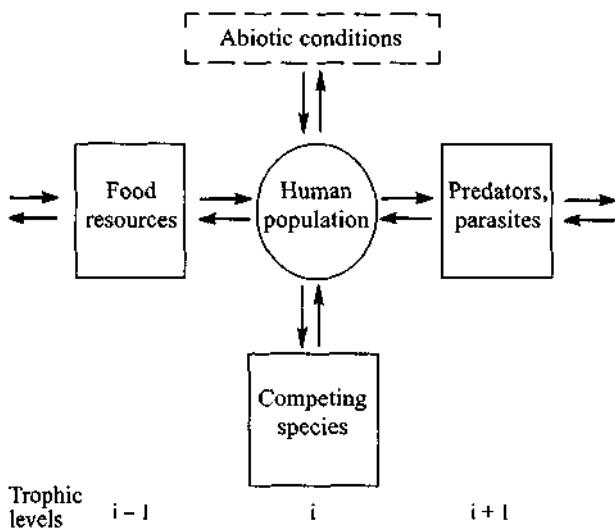 Abiotic conditions
Food
resources
Human
population
Predators,
parasites
Competing
species
Trophic
levels
i – 1
i
i + 1